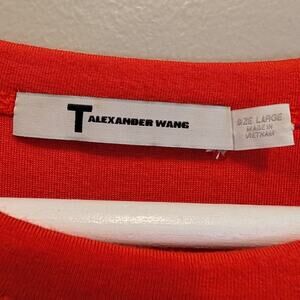 T ALEXANDER WANG
SIZE LARGE
MADE IN
VIETNAM